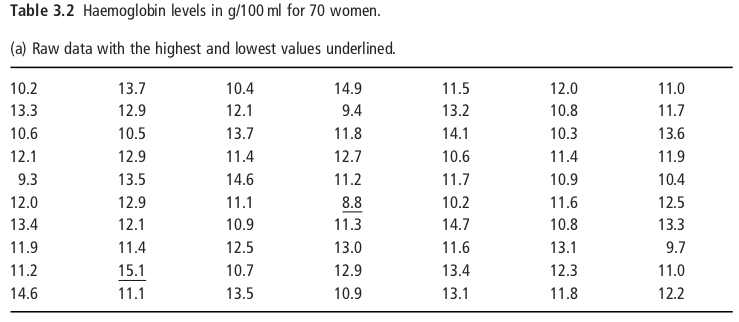 Table 3.2 Haemoglobin levels in g/100 ml for 70 women.
(a) Raw data with the highest and lowest values underlined.
10.2 13.7 10.4 14.9 11.5 12.0 11.0
13.3 12.9 12.1 9.4 13.2 10.8 11.7
10.6 10.5 13.7 11.8 14.1 10.3 13.6
12.1 12.9 11.4 12.7 10.6 11.4 11.9
9.3 13.5 14.6 11.2 11.7 10.9 10.4
12.0 12.9 11.1 8.8 10.2 11.6 12.5
13.4 12.1 10.9 11.3 14.7 10.8 13.3
11.9 11.4 12.5 13.0 11.6 13.1 9.7
11.2 15.1 10.7 12.9 13.4 12.3 11.0
14.6 11.1 13.5 10.9 13.1 11.8 12.2